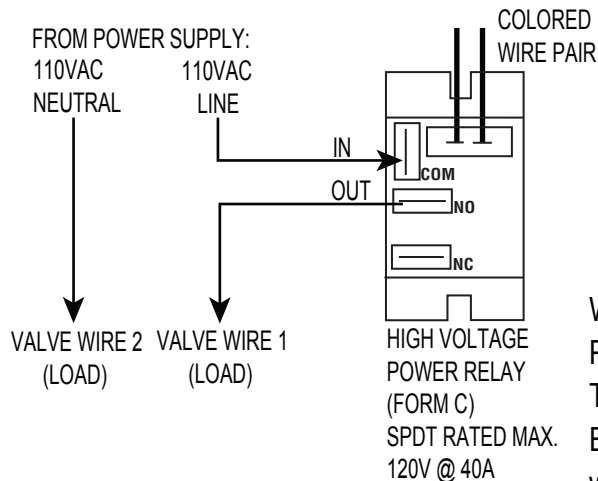 COLORED
WIRE PAIR
FROM POWER SUPPLY:
110VAC 110VAC
NEUTRAL LINE
IN
COM
OUT
NO
NC
VALVE WIRE 2 VALVE WIRE 1
(LOAD) (LOAD)
HIGH VOLTAGE
POWER RELAY
(FORM C)
SPDT RATED MAX.
120V @ 40A